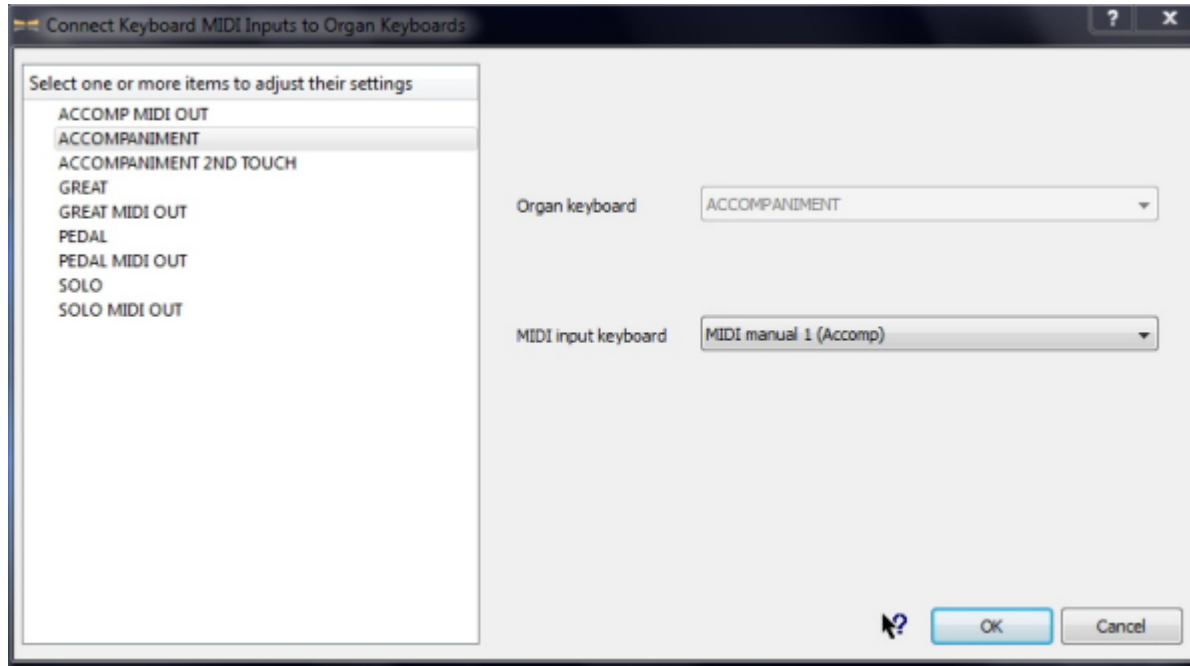 Connect Keyboard MIDI Inputs to Organ Keyboards
? x
Select one or more items to adjust their settings
ACCOMP MIDI OUT
ACCOMPANIMENT
ACCOMPANIMENT 2ND TOUCH
GREAT
GREAT MIDI OUT
PEDAL
PEDAL MIDI OUT
SOLO
SOLO MIDI OUT
Organ keyboard ACCOMPANIMENT
MIDI input keyboard MIDI manual 1 (Accomp)
? OK Cancel